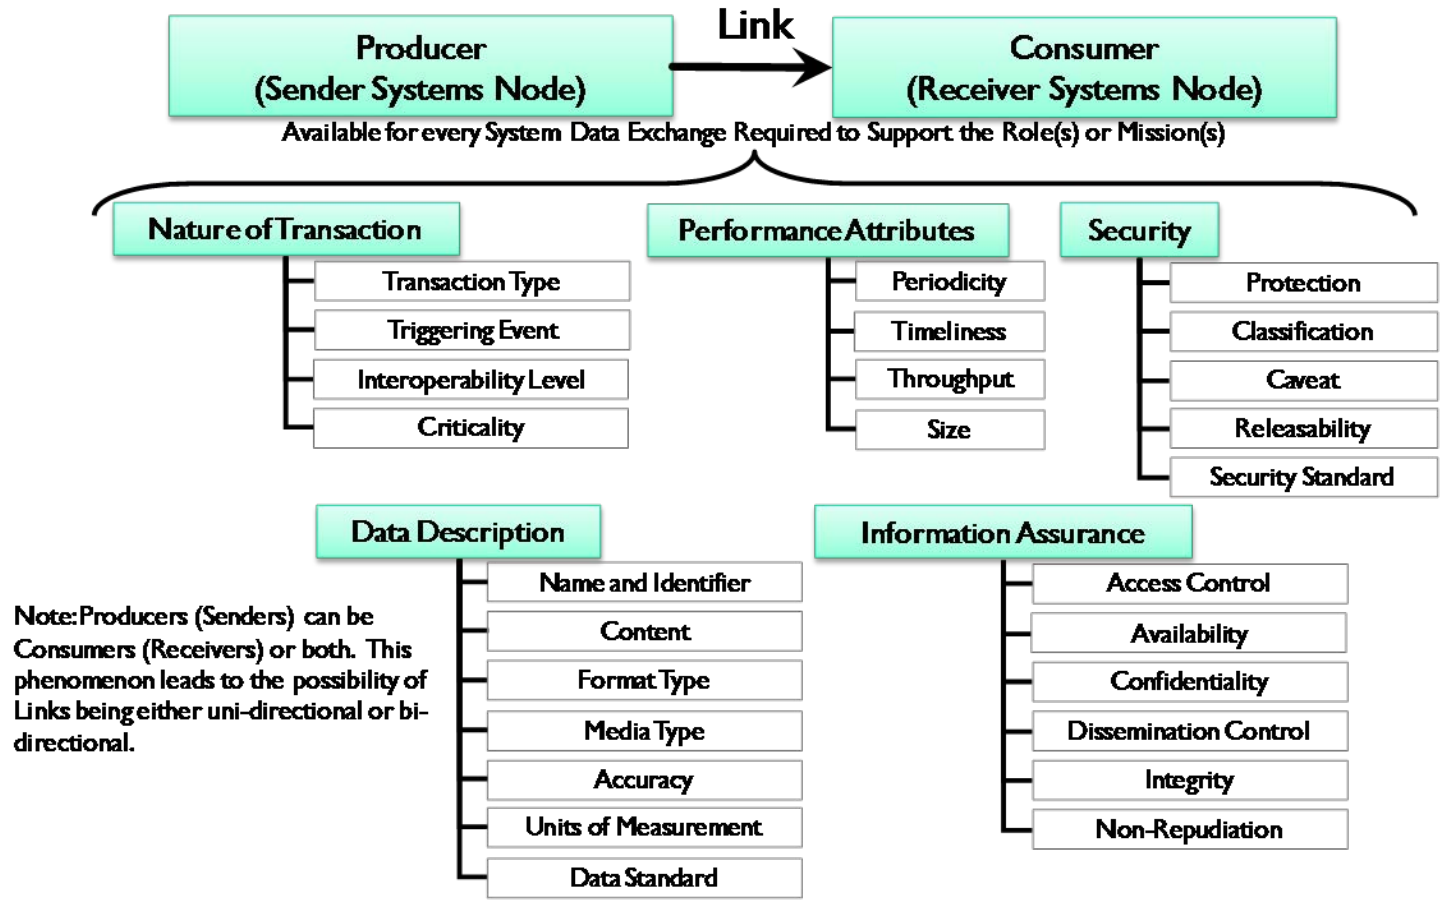 Link
Producer
(Sender Systems Node)
Consumer
(Receiver Systems Node)
Available for every System Data Exchange Required to Support the Role(s) or Mission(s)
Nature of Transaction
Transaction Type
Triggering Event
Interoperability Level
Criticality
Performance Attributes
Periodicity
Timeliness
Throughput
Size
Security
Protection
Classification
Caveat
Releasability
Security Standard
Data Description
Name and Identifier
Content
Format Type
Media Type
Accuracy
Units of Measurement
Data Standard
Information Assurance
Access Control
Availability
Confidentiality
Dissemination Control
Integrity
Non-Repudiation
Note: Producers (Senders) can be
Consumers (Receivers) or both. This
phenomenon leads to the possibility of
Links being either uni-directional or bi-
directional.